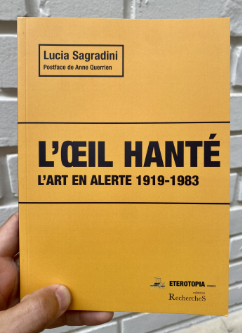 Lucia Sagradini
Postface de Anne Querrien
L'ŒIL HANTÉ
L'ART EN ALERTE 1919-1983
ETEROTOPIA
RechercheS